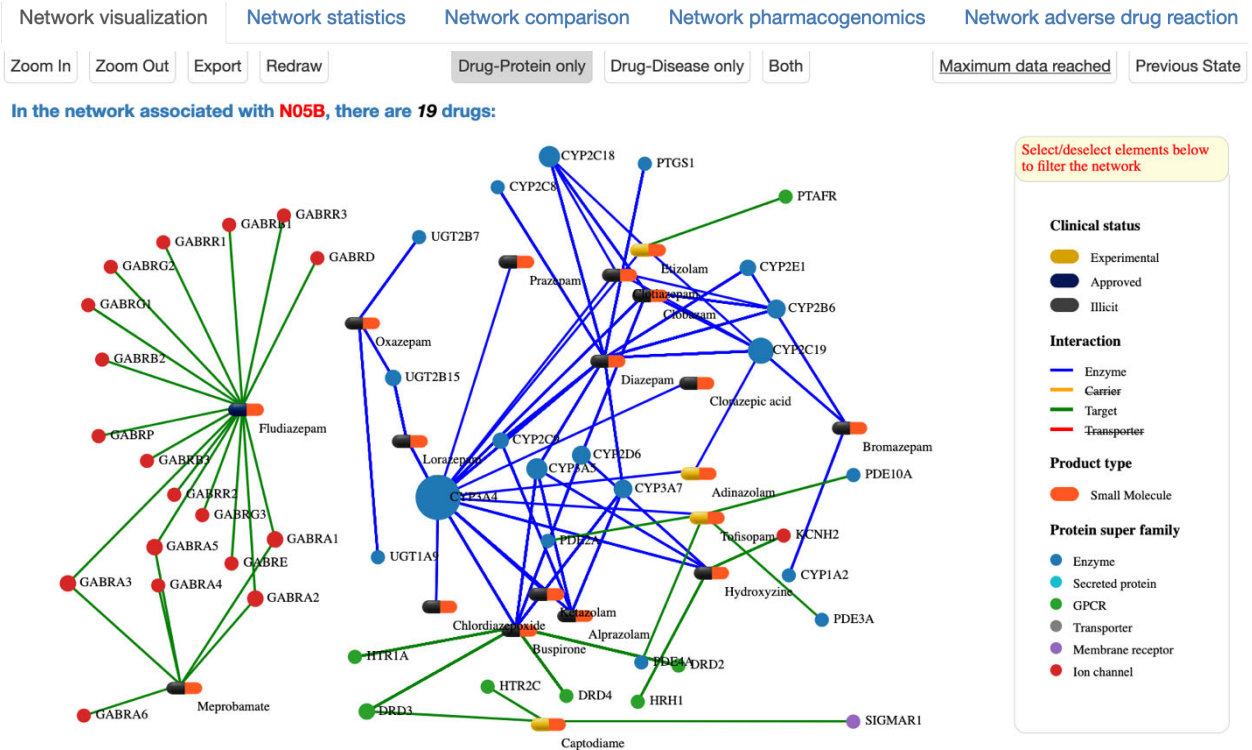 Network visualization
Network statistics
Network comparison
Network pharmacogenomics
Network adverse drug reaction
Zoom In
Zoom Out
Export
Redraw
Drug-Protein only
Drug-Disease only
Both
Maximum data reached
Previous State
In the network associated with N05B, there are 19 drugs:
CYP2C18
PTGS1
CYP2C8
PTAFR
GABRR3
GABRB1
GABRR1
UGT2B7
GABRD
GABRG2
Etizolam
CYP2E1
Prazepam
Clotiazepam
GABRG1
CYP2B6
Clobazam
Oxazepam
CYP2C19
GABRB2
Diazepam
UGT2B15
Clorazepic acid
Fludiazepam
GABRP
Bromazepam
CYP2C9
Lorazepam
GABRB3
CYP2D6
CYP3A5
PDE10A
CYP3A4
CYP3A7
Adinazolam
GABRR2
GABRG3
Tofisopam
KCNH2
GABRA1
PDE2A
GABRA5
UGT1A9
GABRE
CYP1A2
GABRA3
GABRA4
Hydroxyzine
GABRA2
Ketazolam
PDE3A
Chlordiazepoxide
Alprazolam
Buspirone
HTR1A
PDE4A
DRD2
HTR2C
DRD4
HRH1
Meprobamate
DRD3
GABRA6
SIGMAR1
Captodiame
Select/deselect elements below
to filter the network
Clinical status
Experimental
Approved
Illicit
Interaction
Enzyme
Carrier
Target
Transporter
Product type
Small Molecule
Protein super family
Enzyme
Secreted protein
GPCR
Transporter
Membrane receptor
Ion channel